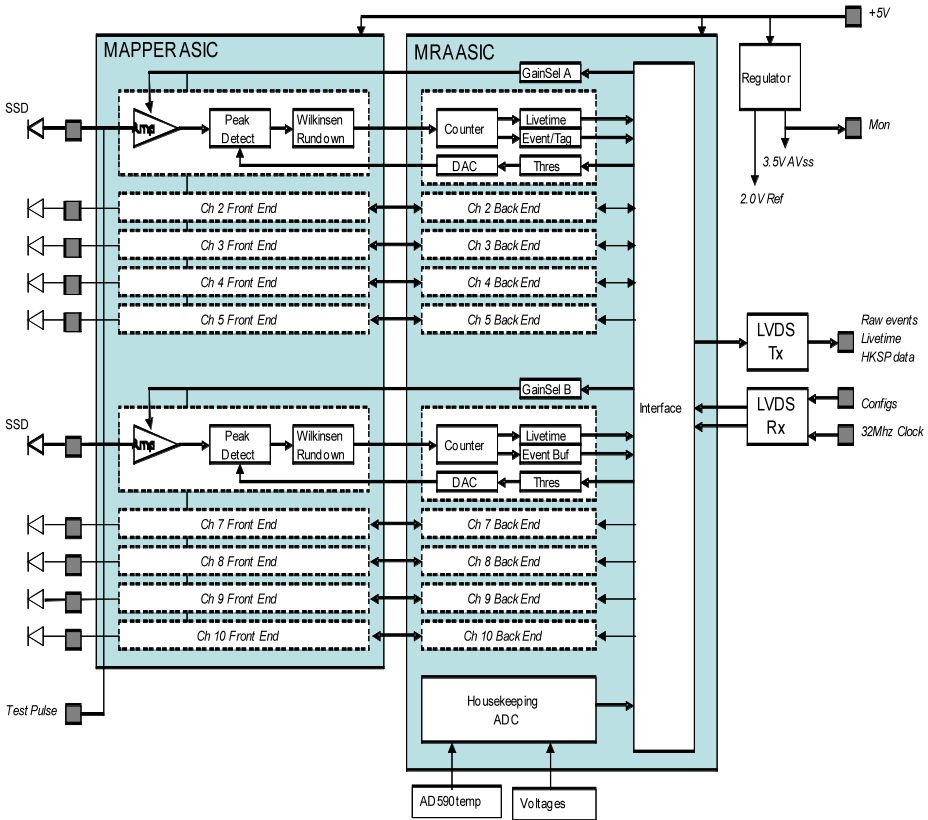 +5V
MAPPERASIC
MRAASIC
GainSel A
Regulator
SSD
Amp
Peak
Detect
Wilkinsen
Rundown
Counter
Livetime
Event/Tag
DAC
Thres
Mon
3.5V AVss
2.0V Ref
Ch 2 Front End
Ch 2 Back End
Ch 3 Front End
Ch 3 Back End
Ch 4 Front End
Ch 4 Back End
Ch 5 Front End
Ch 5 Back End
LVDS
Tx
Raw events
Livetime
HKSP data
GainSel B
Interface
LVDS
Rx
Configs
32Mhz Clock
SSD
Amp
Peak
Detect
Wilkinsen
Rundown
Counter
Livetime
Event Buf
DAC
Thres
Ch 7 Front End
Ch 7 Back End
Ch 8 Front End
Ch 8 Back End
Ch 9 Front End
Ch 9 Back End
Ch 10 Front End
Ch 10 Back End
Test Pulse
Housekeeping
ADC
AD590temp
Voltages